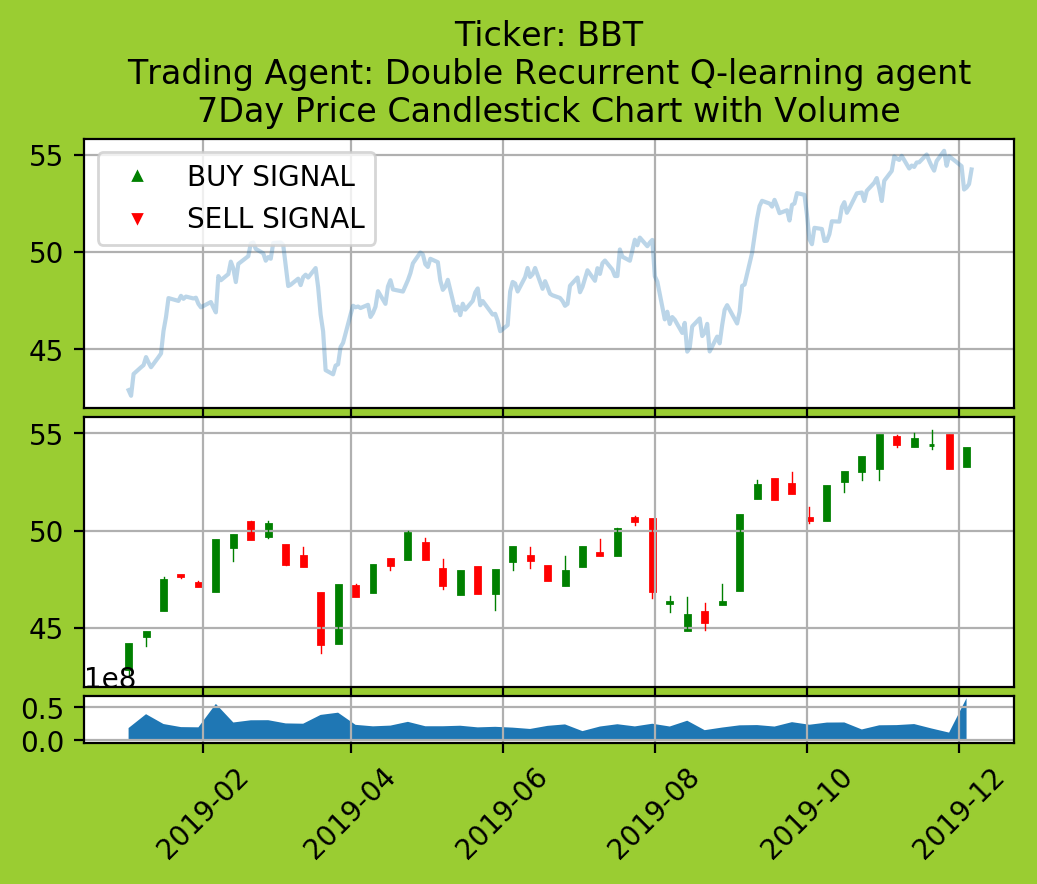 Ticker: BBT
Trading Agent: Double Recurrent Q-learning agent
7Day Price Candlestick Chart with Volume
BUY SIGNAL
SELL SIGNAL
55
50
45
55
50
45
1e8
0.5
0.0
2019-02
2019-04
2019-06
2019-08
2019-10
2019-12